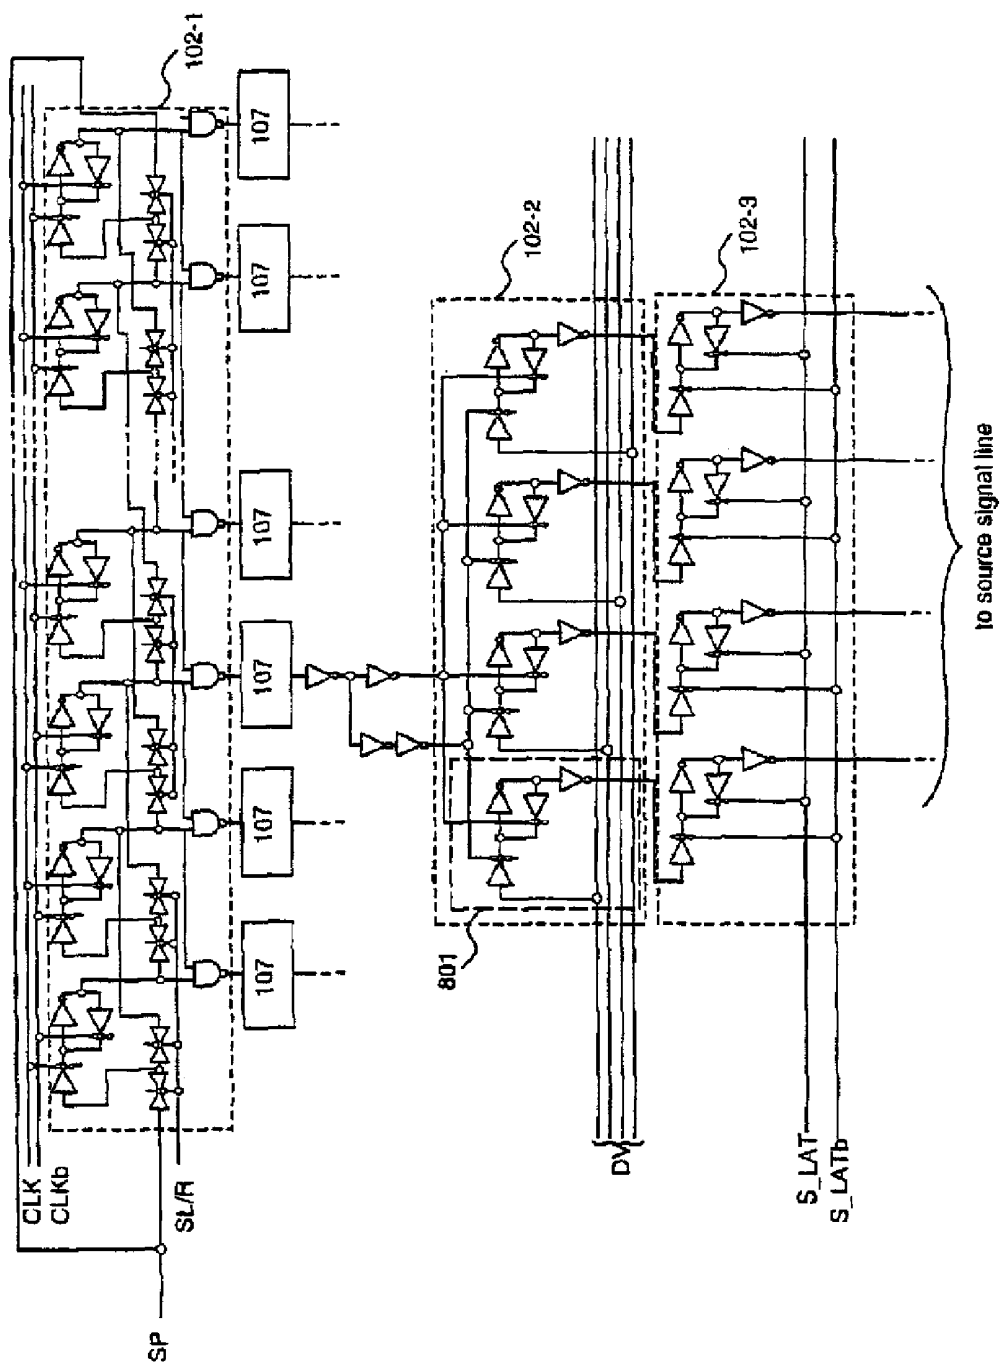 102-1
CLK
CLKb
SL/R
SP
107
107
107
107
107
107
102-2
801
DV
102-3
S_LAT
S_LATb
to source signal line